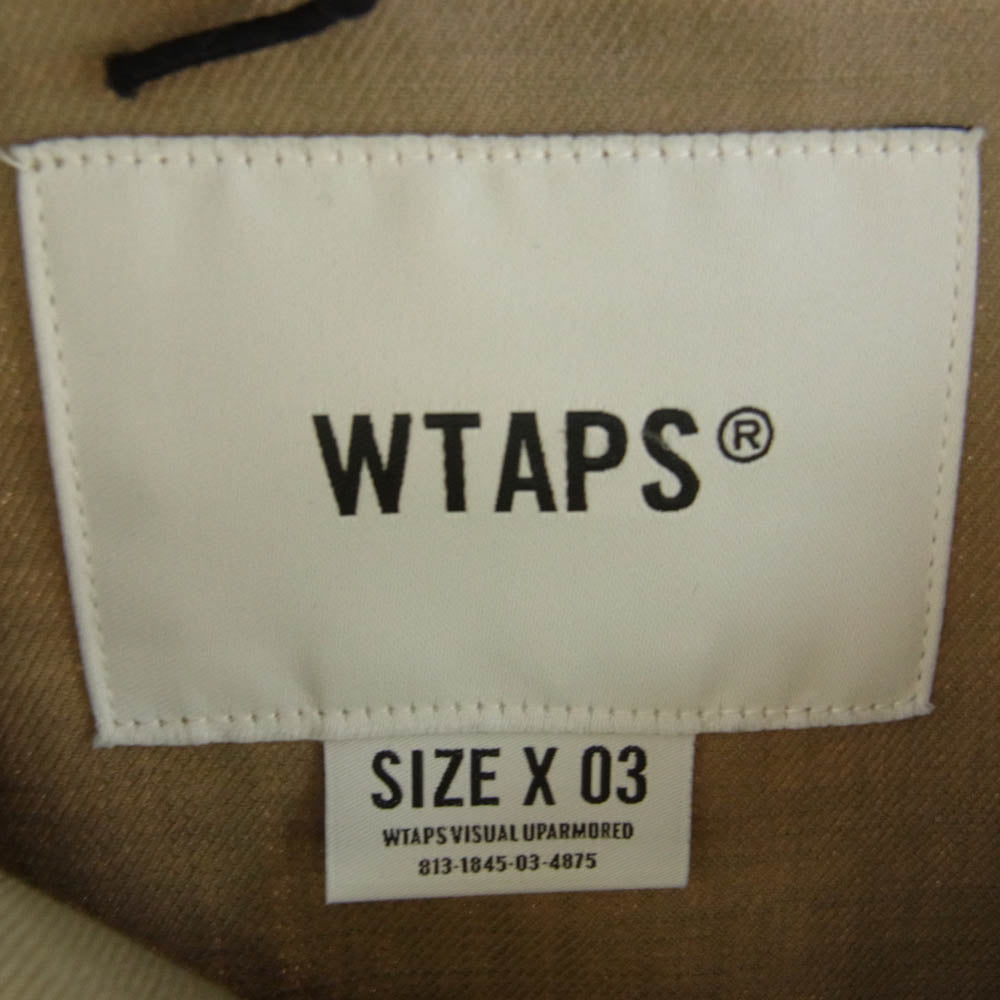 WTAPS®
SIZE X 03
WTAPS VISUAL UPARMORED
813-1845-03-4875